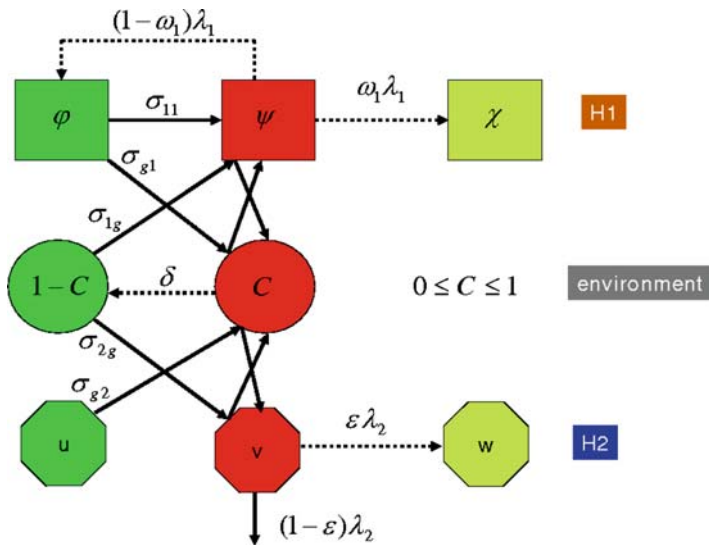 (1-ω₁)λ₁
φ σ₁₁ ψ ω₁λ₁ χ H1
σg1
σ1g
1-C δ C 0 ≤ C ≤ 1 environment
σ2g
σg2
u v ελ₂ w H2
(1-ε)λ₂